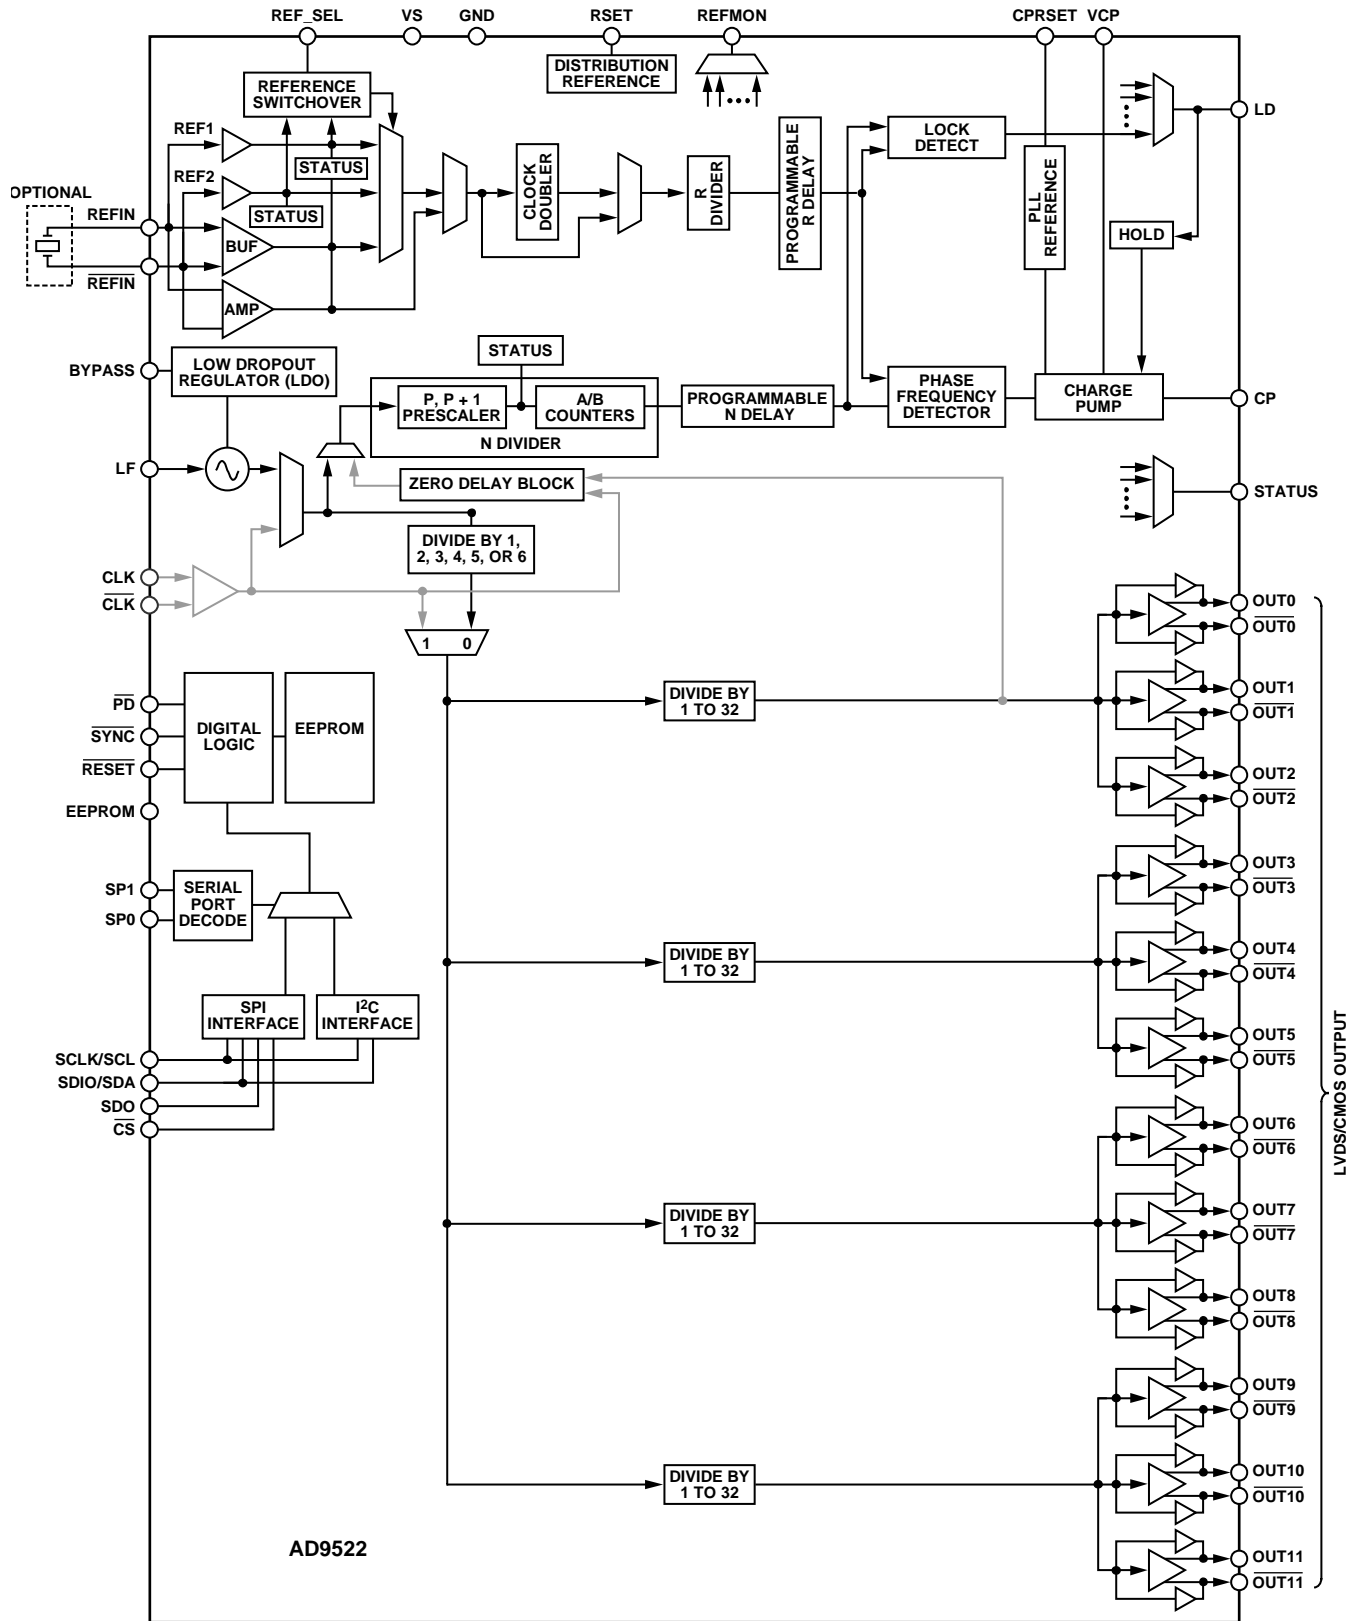 REF_SEL VS GND RSET REFMON CPRSET VCP
DISTRIBUTION
REFERENCE
REFERENCE
SWITCHOVER
REF1
STATUS
REF2
STATUS
OPTIONAL
REFIN
BUF
REFIN
AMP
CLOCK
DOUBLER
R
DIVIDER
PROGRAMMABLE
R DELAY
LOCK
DETECT
LD
PLL
REFERENCE
HOLD
BYPASS
LOW DROPOUT
REGULATOR (LDO)
STATUS
P, P + 1
PRESCALER
A/B
COUNTERS
N DIVIDER
PROGRAMMABLE
N DELAY
PHASE
FREQUENCY
DETECTOR
CHARGE
PUMP
CP
LF
ZERO DELAY BLOCK
STATUS
DIVIDE BY 1,
2, 3, 4, 5, OR 6
CLK
CLK
1 0
OUT0
OUT0
DIVIDE BY
1 TO 32
OUT1
OUT1
PD
SYNC
RESET
DIGITAL
LOGIC
EEPROM
EEPROM
OUT2
OUT2
SP1
SP0
SERIAL
PORT
DECODE
OUT3
OUT3
DIVIDE BY
1 TO 32
OUT4
OUT4
SPI
INTERFACE
I²C
INTERFACE
OUT5
OUT5
SCLK/SCL
SDIO/SDA
SDO
CS
LVDS/CMOS OUTPUT
OUT6
OUT6
DIVIDE BY
1 TO 32
OUT7
OUT7
OUT8
OUT8
OUT9
OUT9
DIVIDE BY
1 TO 32
OUT10
OUT10
AD9522
OUT11
OUT11